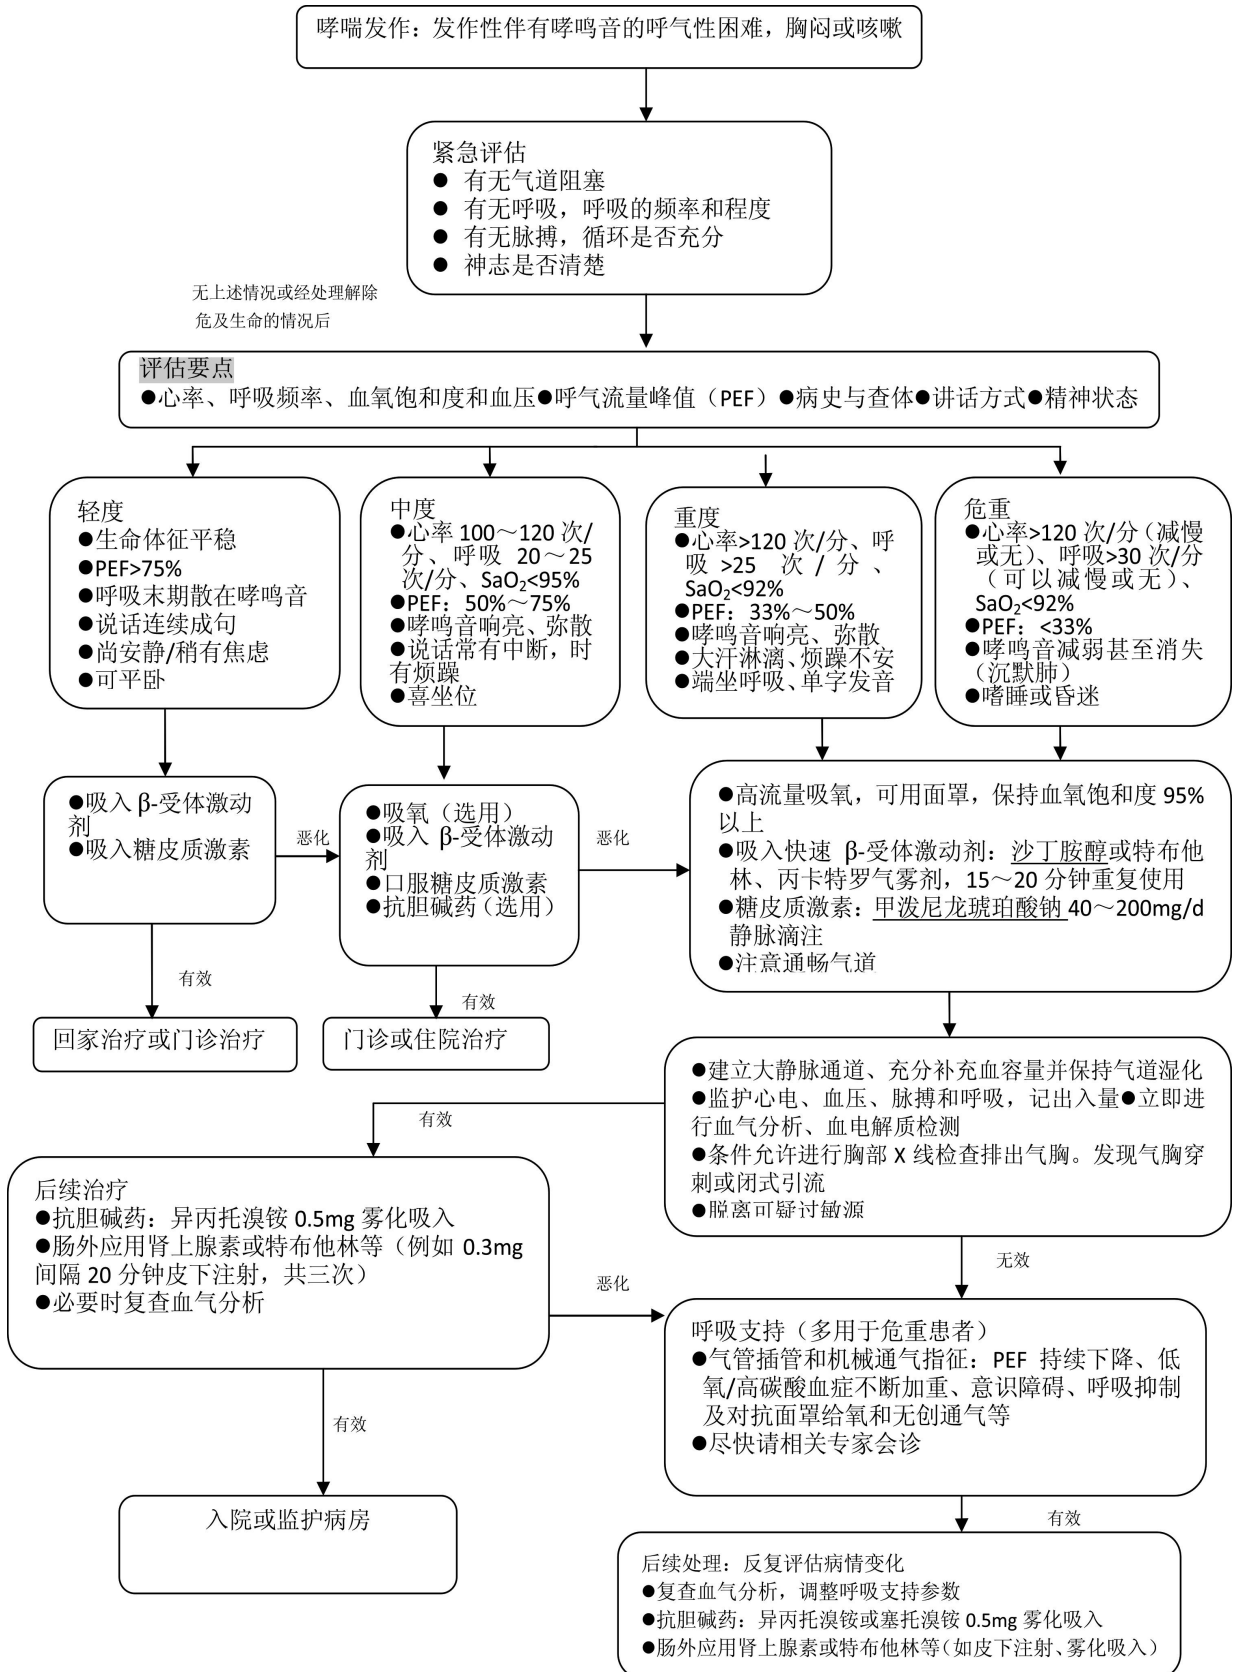 哮喘发作：发作性伴有哮鸣音的呼气性困难，胸闷或咳嗽
紧急评估
● 有无气道阻塞
● 有无呼吸，呼吸的频率和程度
● 有无脉搏，循环是否充分
● 神志是否清楚
无上述情况或经处理解除
危及生命的情况后
评估要点
●心率、呼吸频率、血氧饱和度和血压●呼气流量峰值（PEF）●病史与查体●讲话方式●精神状态
轻度
●生命体征平稳
●PEF>75%
●呼吸末期散在哮鸣音
●说话连续成句
●尚安静/稍有焦虑
●可平卧
中度
●心率 100～120 次/
分、呼吸 20～25
次/分、SaO₂<95%
●PEF：50%～75%
●哮鸣音响亮、弥散
●说话常有中断，时
有烦躁
●喜坐位
重度
●心率>120 次/分、呼
吸 >25 次 / 分 、
SaO₂<92%
●PEF：33%～50%
●哮鸣音响亮、弥散
●大汗淋漓、烦躁不安
●端坐呼吸、单字发音
危重
●心率>120 次/分（减慢
或无）、呼吸>30 次/分
（可以减慢或无）、
SaO₂<92%
●PEF：<33%
●哮鸣音减弱甚至消失
（沉默肺）
●嗜睡或昏迷
●吸入 β-受体激动
剂
●吸入糖皮质激素
恶化
●吸氧（选用）
●吸入 β-受体激动
剂
●口服糖皮质激素
●抗胆碱药（选用）
恶化
●高流量吸氧，可用面罩，保持血氧饱和度 95%
以上
●吸入快速 β-受体激动剂：沙丁胺醇或特布他
林、丙卡特罗气雾剂，15～20 分钟重复使用
●糖皮质激素：甲泼尼龙琥珀酸钠 40～200mg/d
静脉滴注
●注意通畅气道
有效
有效
回家治疗或门诊治疗
门诊或住院治疗
●建立大静脉通道、充分补充血容量并保持气道湿化
●监护心电、血压、脉搏和呼吸，记出入量●立即进
行血气分析、血电解质检测
●条件允许进行胸部 X 线检查排出气胸。发现气胸穿
刺或闭式引流
●脱离可疑过敏源
有效
后续治疗
●抗胆碱药：异丙托溴铵 0.5mg 雾化吸入
●肠外应用肾上腺素或特布他林等（例如 0.3mg
间隔 20 分钟皮下注射，共三次）
●必要时复查血气分析
无效
恶化
呼吸支持（多用于危重患者）
●气管插管和机械通气指征：PEF 持续下降、低
氧/高碳酸血症不断加重、意识障碍、呼吸抑制
及对抗面罩给氧和无创通气等
●尽快请相关专家会诊
有效
入院或监护病房
有效
后续处理：反复评估病情变化
●复查血气分析，调整呼吸支持参数
●抗胆碱药：异丙托溴铵或塞托溴铵 0.5mg 雾化吸入
●肠外应用肾上腺素或特布他林等（如皮下注射、雾化吸入）